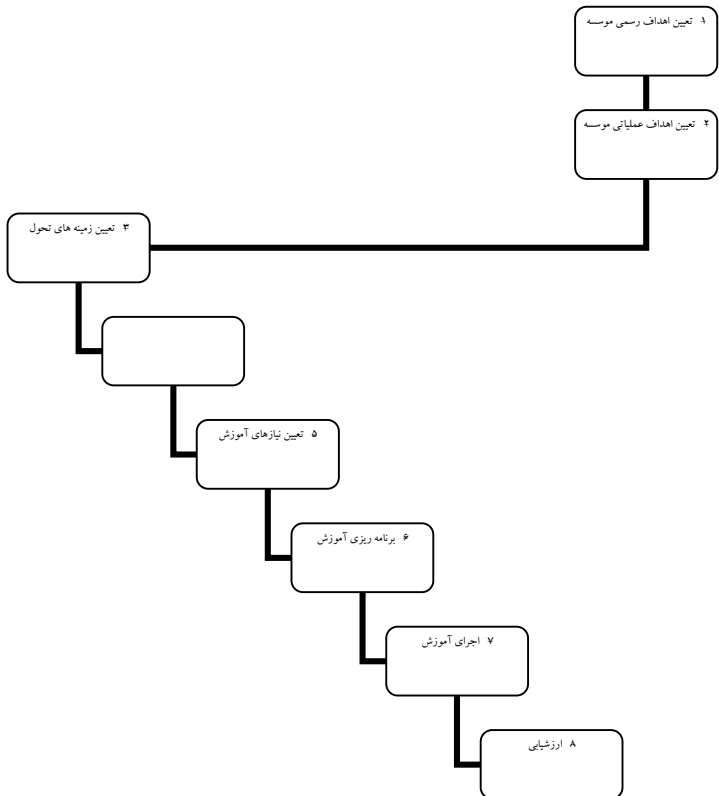 ۱ تعیین اهداف رسمی موسسه
۲ تعیین اهداف عملیاتی موسسه
۳ تعیین زمینه های تحول
۵ تعیین نیازهای آموزش
۶ برنامه ریزی آموزش
۷ اجرای آموزش
۸ ارزشیابی